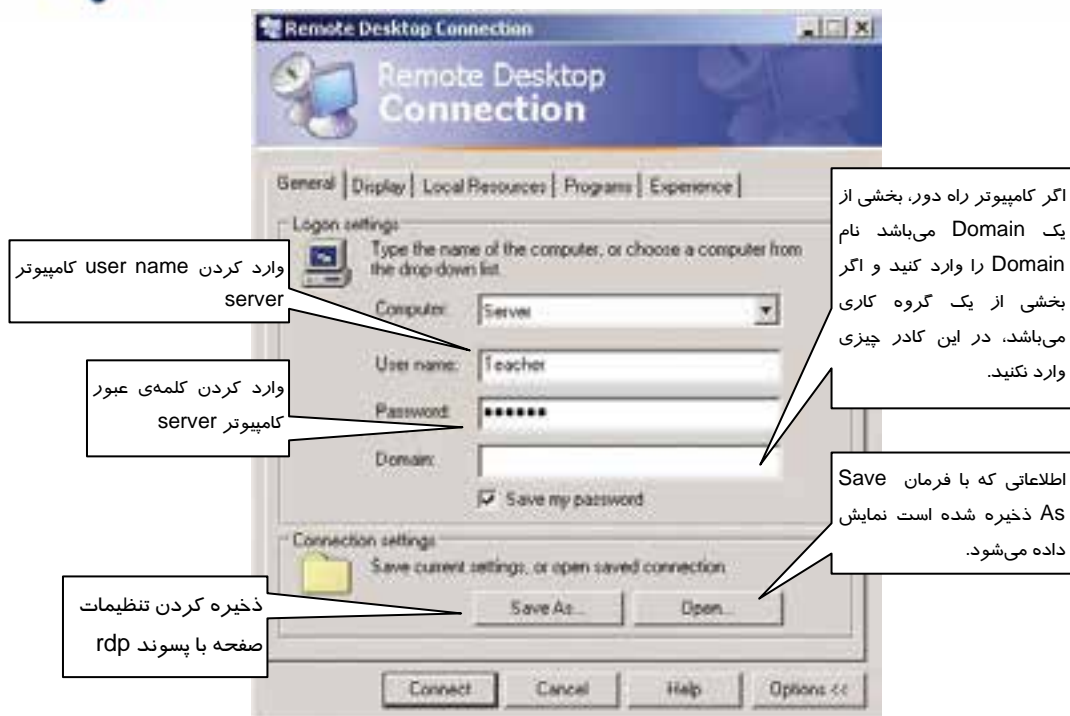 Remote Desktop Connection
Remote Desktop
Connection
General Display Local Resources Programs Experience
Logon settings
Type the name of the computer, or choose a computer from
the drop-down list.
Computer: Server
User name: Teacher
Password: ••••••
Domain:
Save my password
Connection settings
Save current settings, or open saved connection
Save As... Open...
Connect Cancel Help Options <<
وارد کردن user name کامپیوتر
server
وارد کردن کلمه‌ی عبور
کامپیوتر server
ذخیره کردن تنظیمات
صفحه با پسوند rdp
اگر کامپیوتر راه دور، بخشی از
یک Domain می‌باشد نام
Domain را وارد کنید و اگر
بخشی از یک گروه کاری
می‌باشد، در این کادر چیزی
وارد نکنید.
اطلاعاتی که با فرمان Save
As ذخیره شده است نمایش
داده می‌شود.